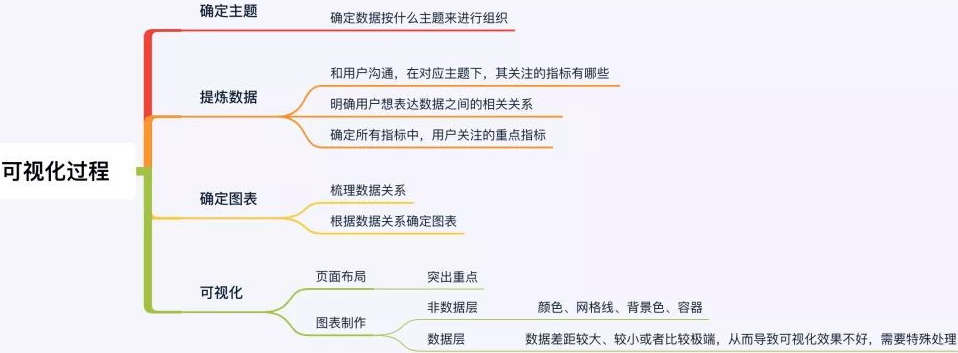 可视化过程
确定主题
确定数据按什么主题来进行组织
提炼数据
和用户沟通，在对应主题下，其关注的指标有哪些
明确用户想表达数据之间的相关关系
确定所有指标中，用户关注的重点指标
确定图表
梳理数据关系
根据数据关系确定图表
可视化
页面布局
突出重点
图表制作
非数据层
颜色、网格线、背景色、容器
数据层
数据差距较大、较小或者比较极端，从而导致可视化效果不好，需要特殊处理